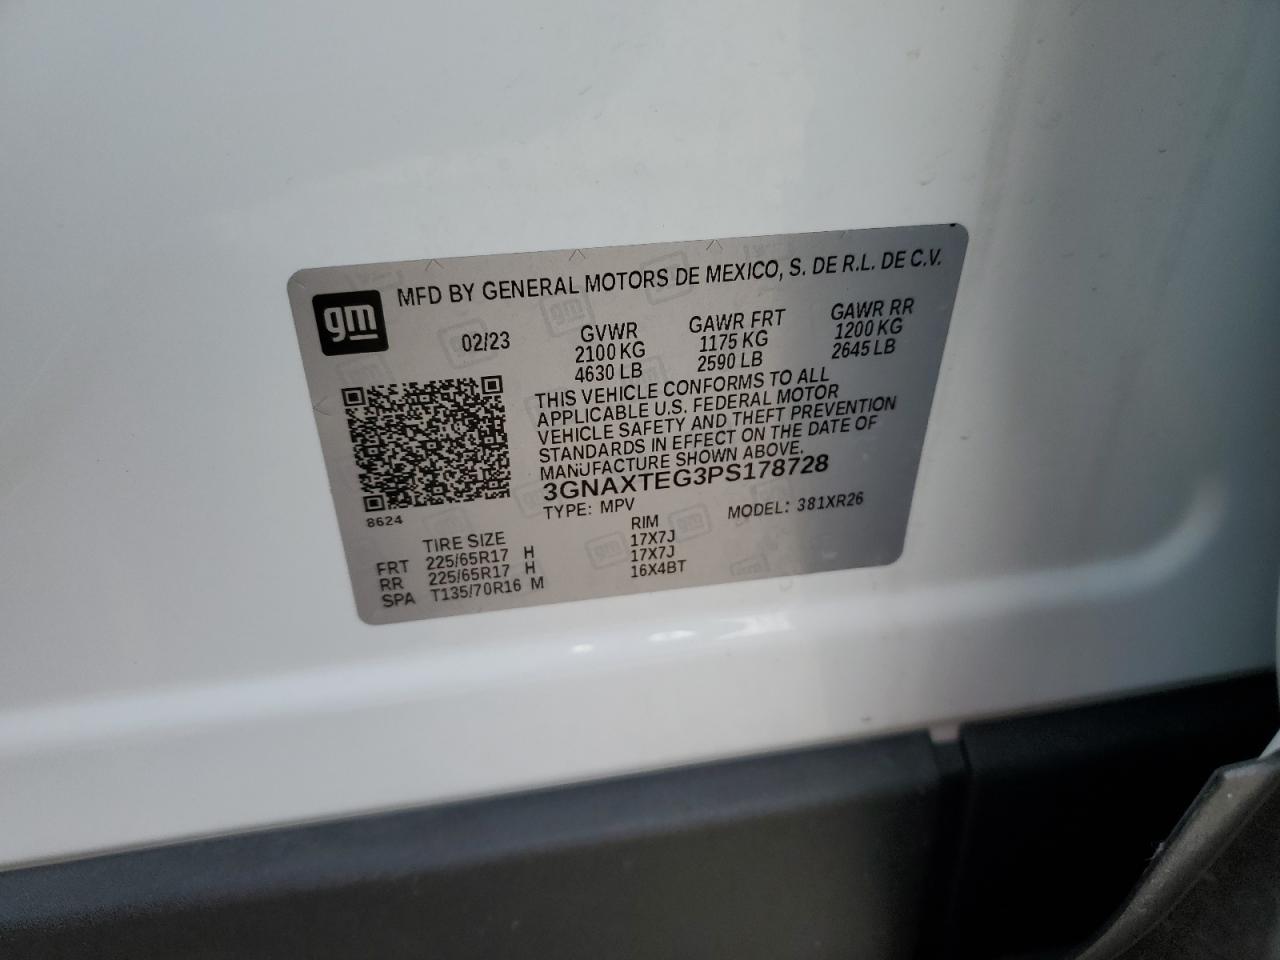 gm
MFD BY GENERAL MOTORS DE MEXICO, S. DE R.L. DE C.V.
02/23 GVWR GAWR FRT GAWR RR
2100 KG 1175 KG 1200 KG
4630 LB 2590 LB 2645 LB
THIS VEHICLE CONFORMS TO ALL
APPLICABLE U.S. FEDERAL MOTOR
VEHICLE SAFETY AND THEFT PREVENTION
STANDARDS IN EFFECT ON THE DATE OF
MANUFACTURE SHOWN ABOVE.
3GNAXTEG3PS178728
8624 TYPE: MPV MODEL: 381XR26
TIRE SIZE RIM
FRT 225/65R17 H 17X7J
RR 225/65R17 H 17X7J
SPA T135/70R16 M 16X4BT